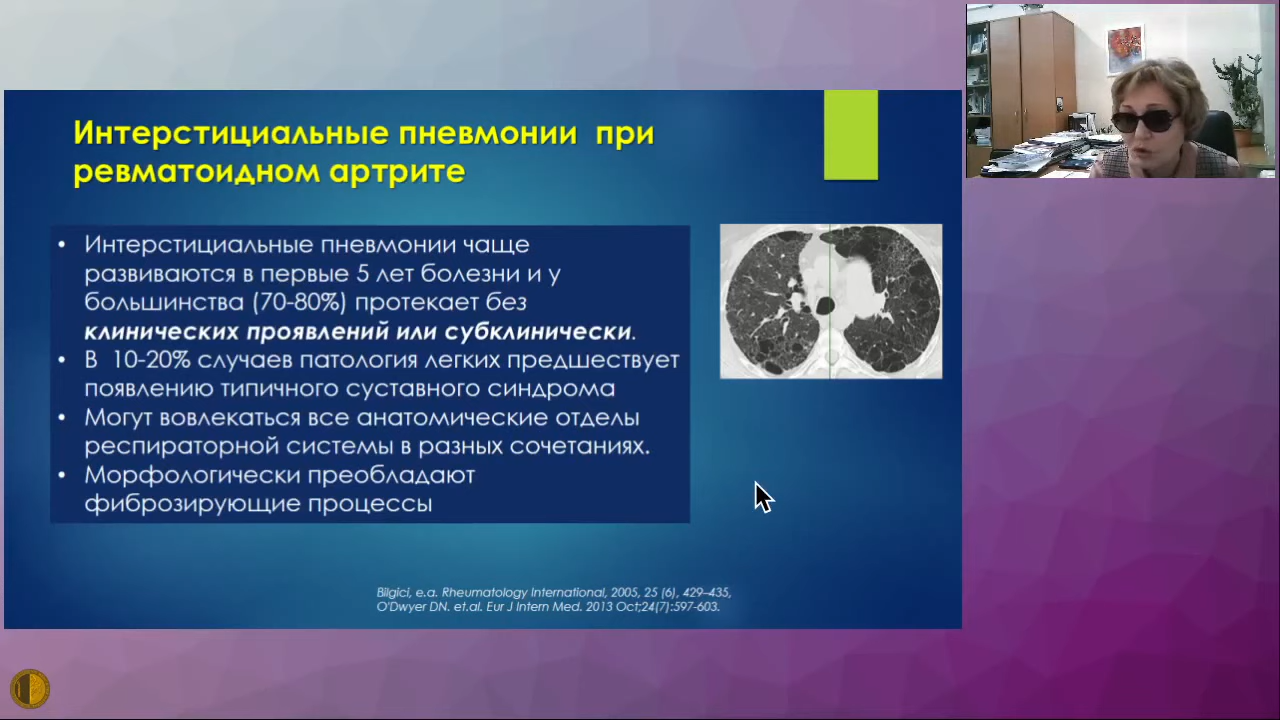 Интерстициальные пневмонии при
ревматоидном артрите
• Интерстициальные пневмонии чаще
развиваются в первые 5 лет болезни и у
большинства (70-80%) протекает без
клинических проявлений или субклинически.
• В 10-20% случаев патология легких предшествует
появлению типичного суставного синдрома
• Могут вовлекаться все анатомические отделы
респираторной системы в разных сочетаниях.
• Морфологически преобладают
фиброзирующие процессы
Bilgici, e.a. Rheumatology International, 2005, 25 (6), 429–435,
O'Dwyer DN. et.al. Eur J Intern Med. 2013 Oct;24(7):597-603.